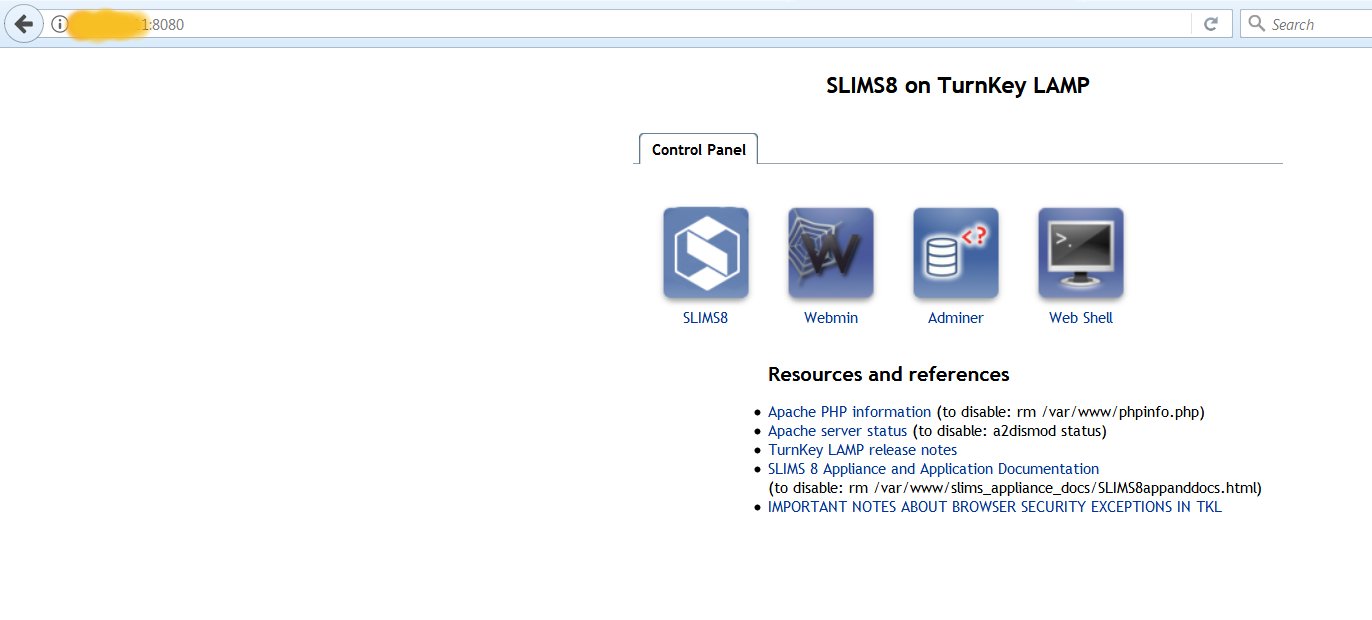 1:8080
Search
SLIMS8 on TurnKey LAMP
Control Panel
SLIMS8
Webmin
Adminer
Web Shell
Resources and references
Apache PHP information (to disable: rm /var/www/phpinfo.php)
Apache server status (to disable: a2dismod status)
TurnKey LAMP release notes
SLIMS 8 Appliance and Application Documentation
(to disable: rm /var/www/slims_appliance_docs/SLIMS8appanddocs.html)
IMPORTANT NOTES ABOUT BROWSER SECURITY EXCEPTIONS IN TKL